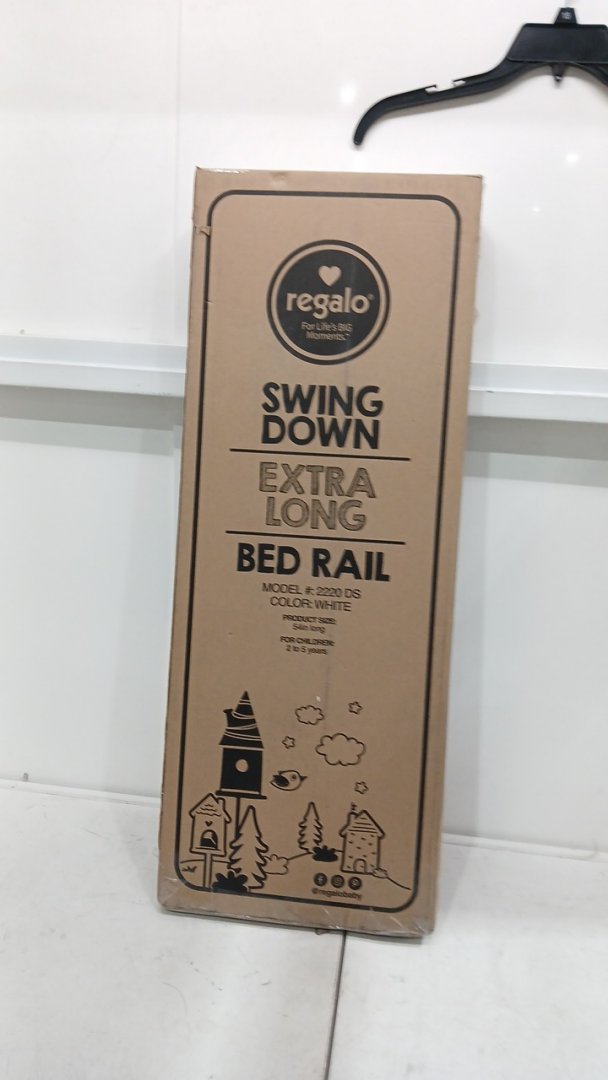 regalo®
For Life's BIG
Moments.™
SWING
DOWN
EXTRA
LONG
BED RAIL
MODEL #: 2220 DS
COLOR: WHITE
PRODUCT SIZE:
54in long
FOR CHILDREN:
2 to 5 years
@regalobaby